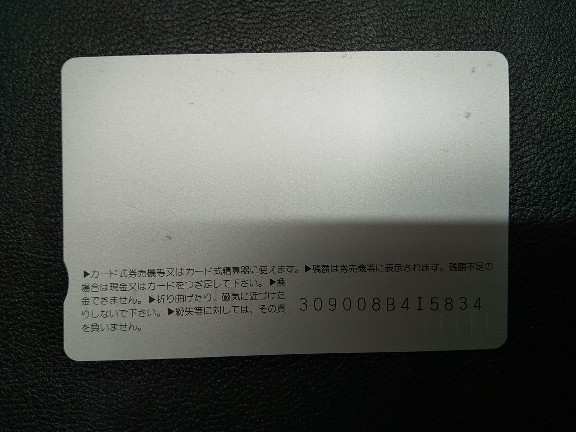 ▶カード式券売機等又はカード式精算器に使えます。▶残額は券売機等に表示されます。残額不足の
場合は現金又はカードをつぎ足して下さい。▶換
金できません。▶折り曲げたり、磁気に近づけた
りしないで下さい。▶紛失等に対しては、その責
を負いません。
309008B4I5834